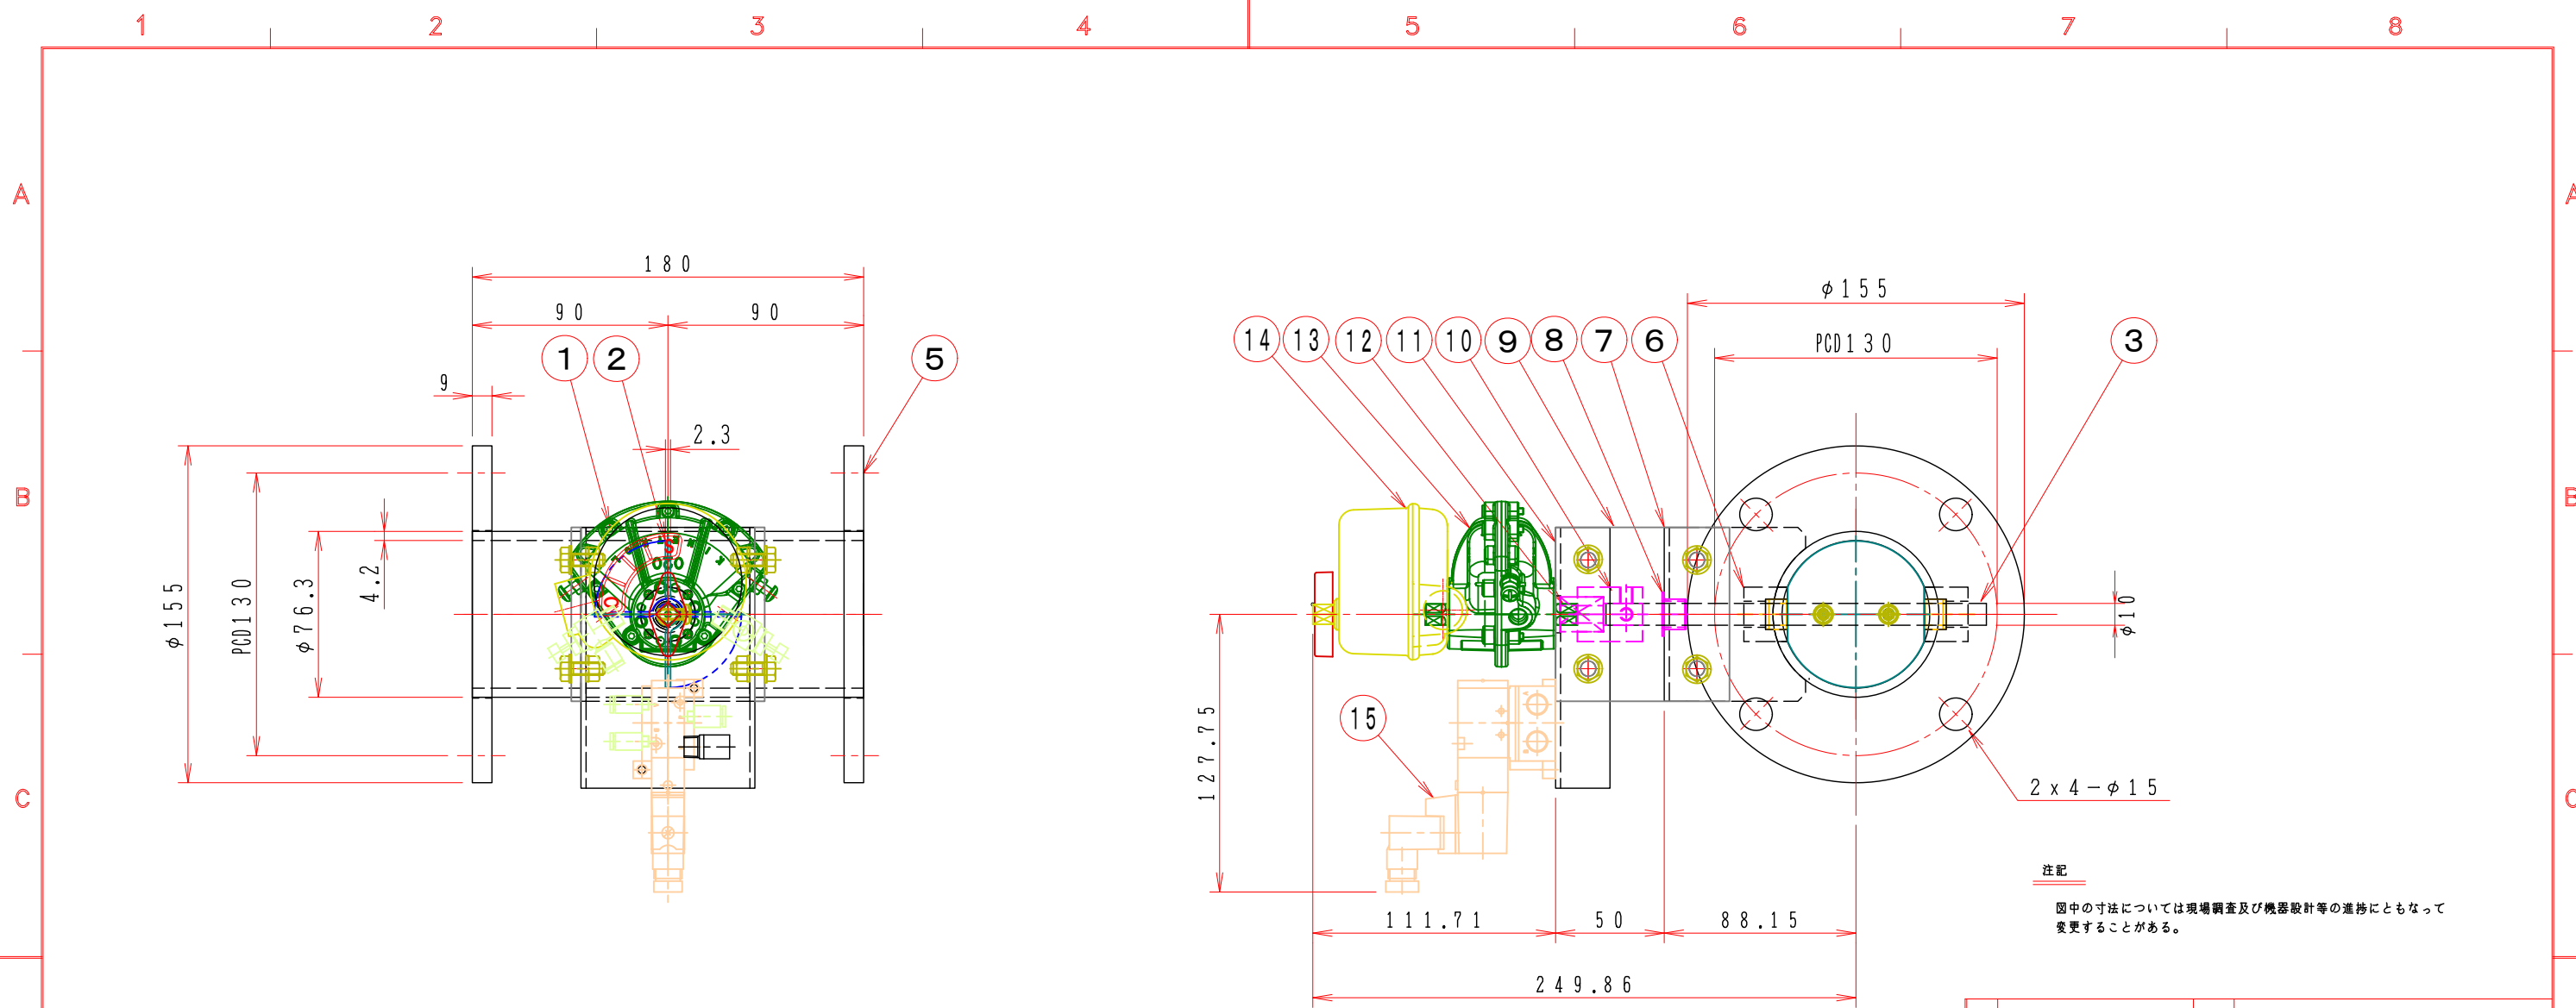 1 2 3 4 5 6 7 8
A A
180
90 90
φ155
14 13 12 11 10 9 8 7 6 3
PCD130
1 2 5
9
2.3
B B
4.2
φ76.3
PCD130
φ155
S
C
φ10
127.75
15
2x4-φ15
C C
注記
図中の寸法については現場調査及び機器設計等の進捗にともなって
変更することがある。
111.71 50 88.15
249.86